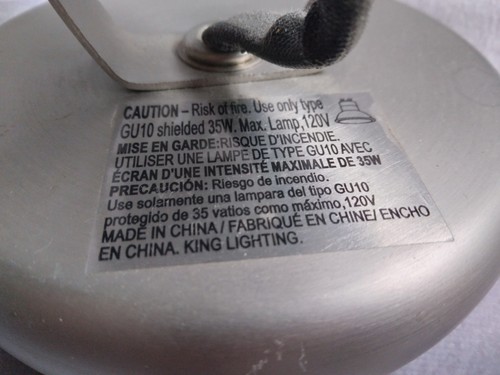 CAUTION – Risk of fire. Use only type
GU10 shielded 35W. Max. Lamp,120V
MISE EN GARDE:RISQUE D'INCENDIE.
UTILISER UNE LAMPE DE TYPE GU10 AVEC
ÉCRAN D'UNE INTENSITÉ MAXIMALE DE 35W
PRECAUCIÓN: Riesgo de incendio.
Use solamente una lampara del tipo GU10
protegido de 35 vatios como máximo,120V
MADE IN CHINA / FABRIQUÉ EN CHINE/ ENCHO
EN CHINA. KING LIGHTING.